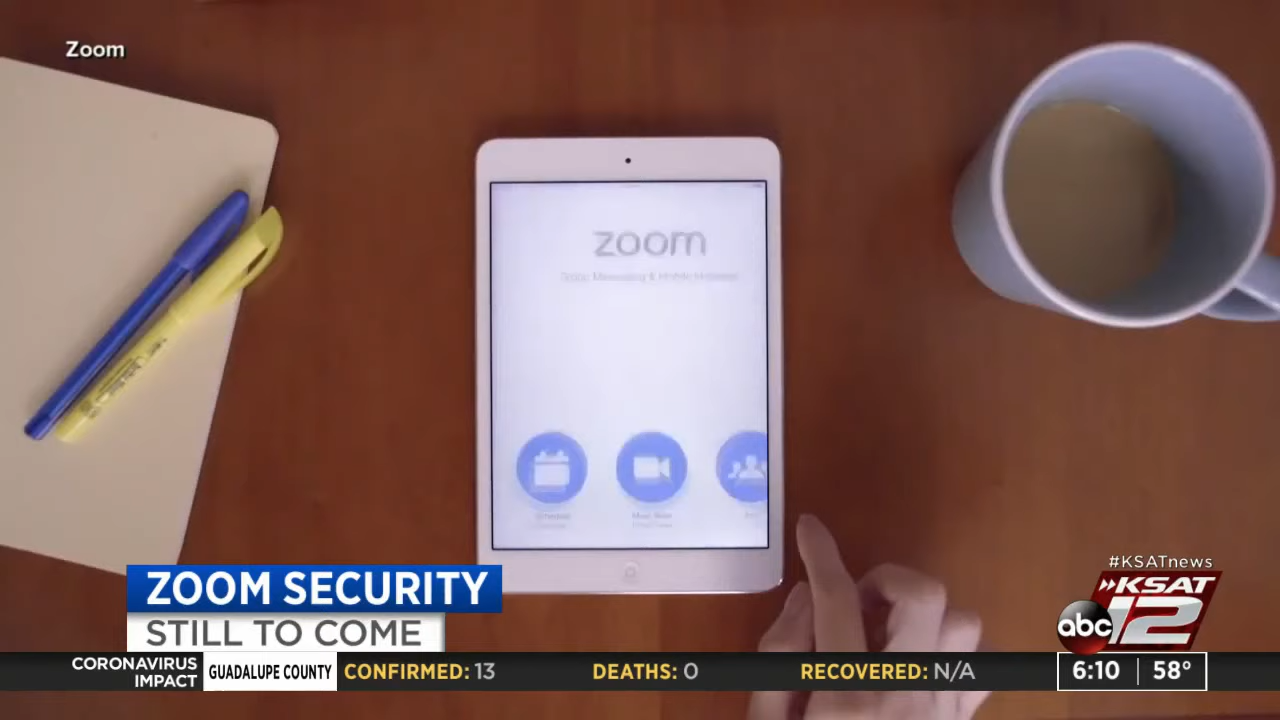 Zoom
zoom
ZOOM SECURITY
STILL TO COME
#KSATnews
KSAT
abc 12
CORONAVIRUS IMPACT
GUADALUPE COUNTY
CONFIRMED: 13
DEATHS: 0
RECOVERED: N/A
6:10
58°